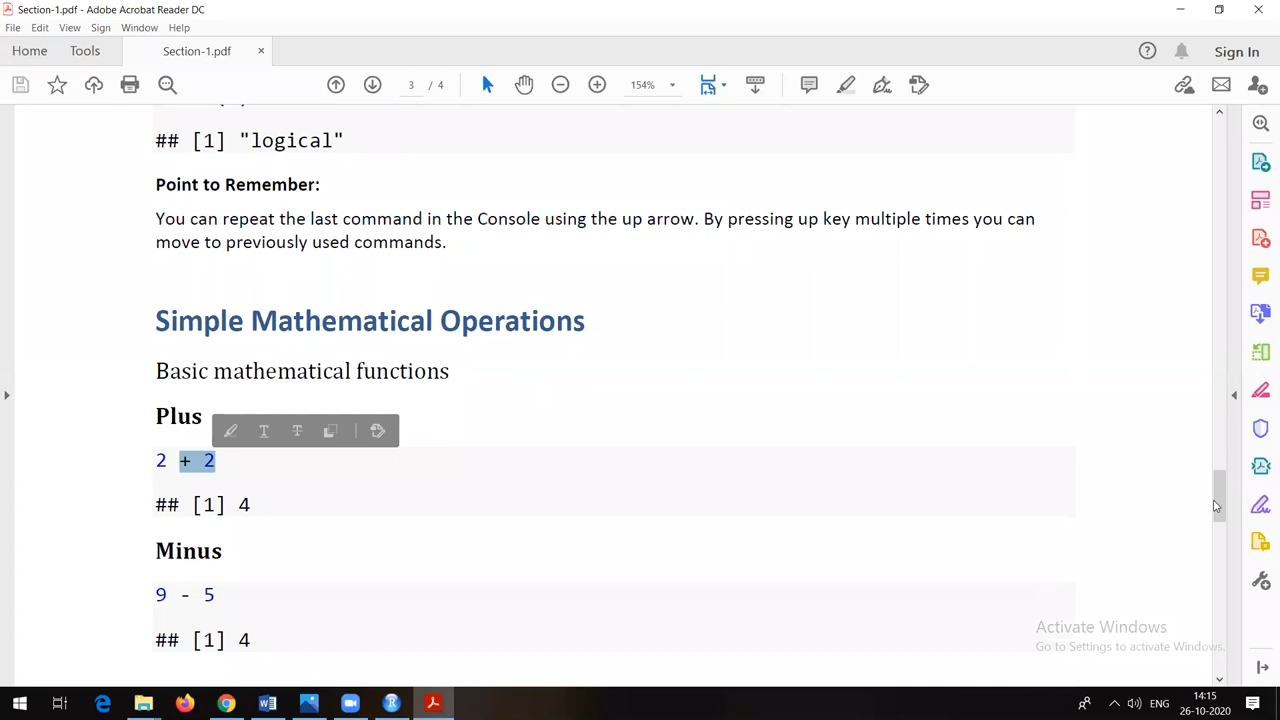 Section-1.pdf - Adobe Acrobat Reader DC
File Edit View Sign Window Help
Home Tools Section-1.pdf × Sign In
3 / 4 154%
## [1] "logical"
Point to Remember:
You can repeat the last command in the Console using the up arrow. By pressing up key multiple times you can
move to previously used commands.
Simple Mathematical Operations
Basic mathematical functions
Plus
2 + 2
## [1] 4
Minus
9 - 5
## [1] 4
Activate Windows
Go to Settings to activate Windows.
ENG 14:15
26-10-2020